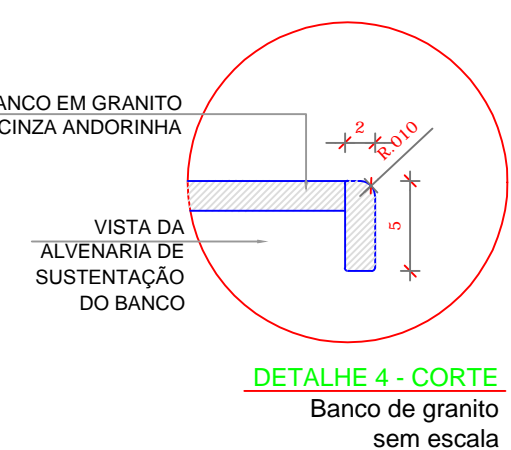 ANCO EM GRANITO
CINZA ANDORINHA
2
R.010
5
VISTA DA
ALVENARIA DE
SUSTENTAÇÃO
DO BANCO
DETALHE 4 - CORTE
Banco de granito
sem escala